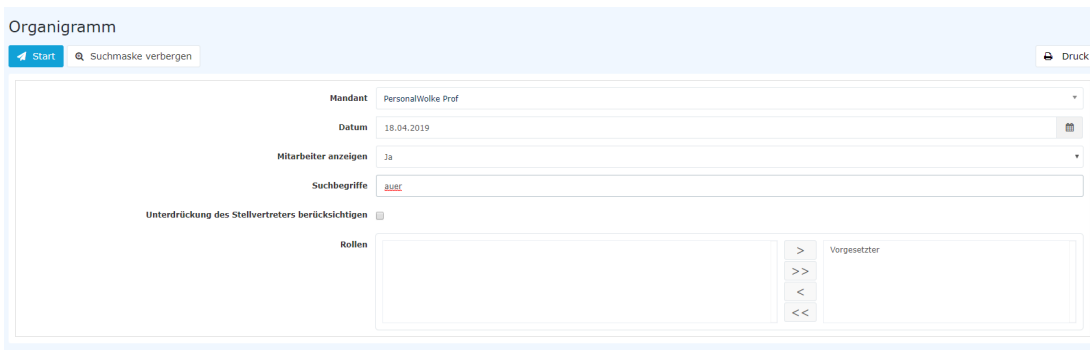 Organigramm
Start
Suchmaske verbergen
Druck
Mandant PersonalWolke Prof
Datum 18.04.2019
Mitarbeiter anzeigen Ja
Suchbegriffe auer
Unterdrückung des Stellvertreters berücksichtigen
Rollen
>
Vorgesetzter
>>
<
<<